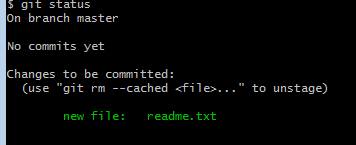 $ git status
On branch master
No commits yet
Changes to be committed:
(use "git rm --cached <file>..." to unstage)
new file: readme.txt